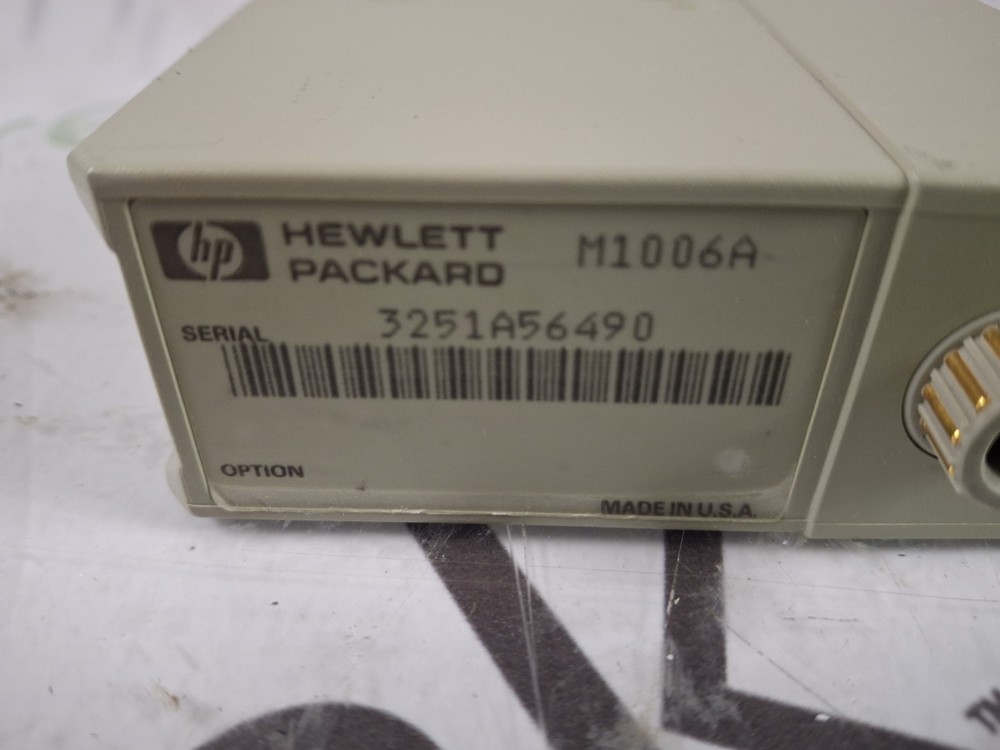 hp HEWLETT PACKARD M1006A
SERIAL 3251A56490
OPTION
MADE IN U.S.A.